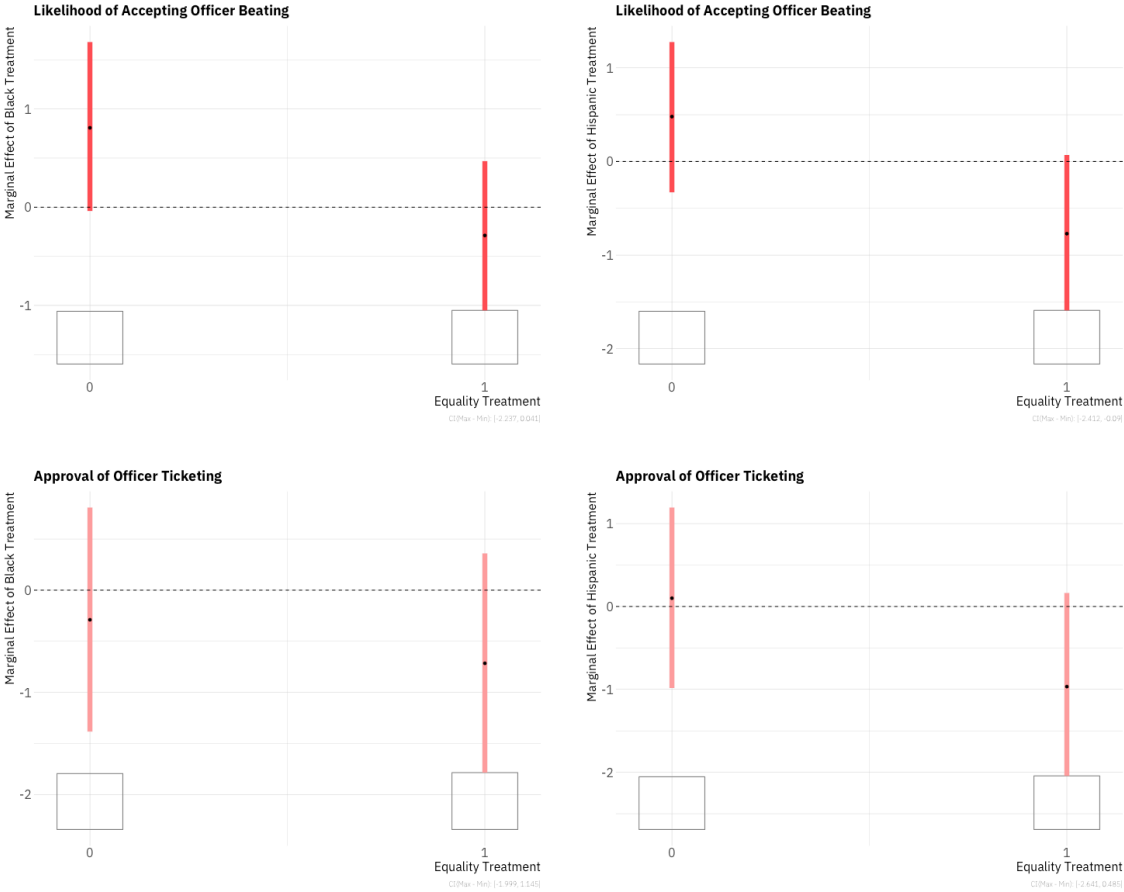 Likelihood of Accepting Officer Beating
Marginal Effect of Black Treatment
1
0
-1
0
1
Equality Treatment
CI(Max - Min): [-2.237, 0.041]
Likelihood of Accepting Officer Beating
Marginal Effect of Hispanic Treatment
1
0
-1
-2
0
1
Equality Treatment
CI(Max - Min): [-2.412, -0.09]
Approval of Officer Ticketing
Marginal Effect of Black Treatment
0
-1
-2
0
1
Equality Treatment
CI(Max - Min): [-1.999, 1.145]
Approval of Officer Ticketing
Marginal Effect of Hispanic Treatment
1
0
-1
-2
0
1
Equality Treatment
CI(Max - Min): [-2.641, 0.485]